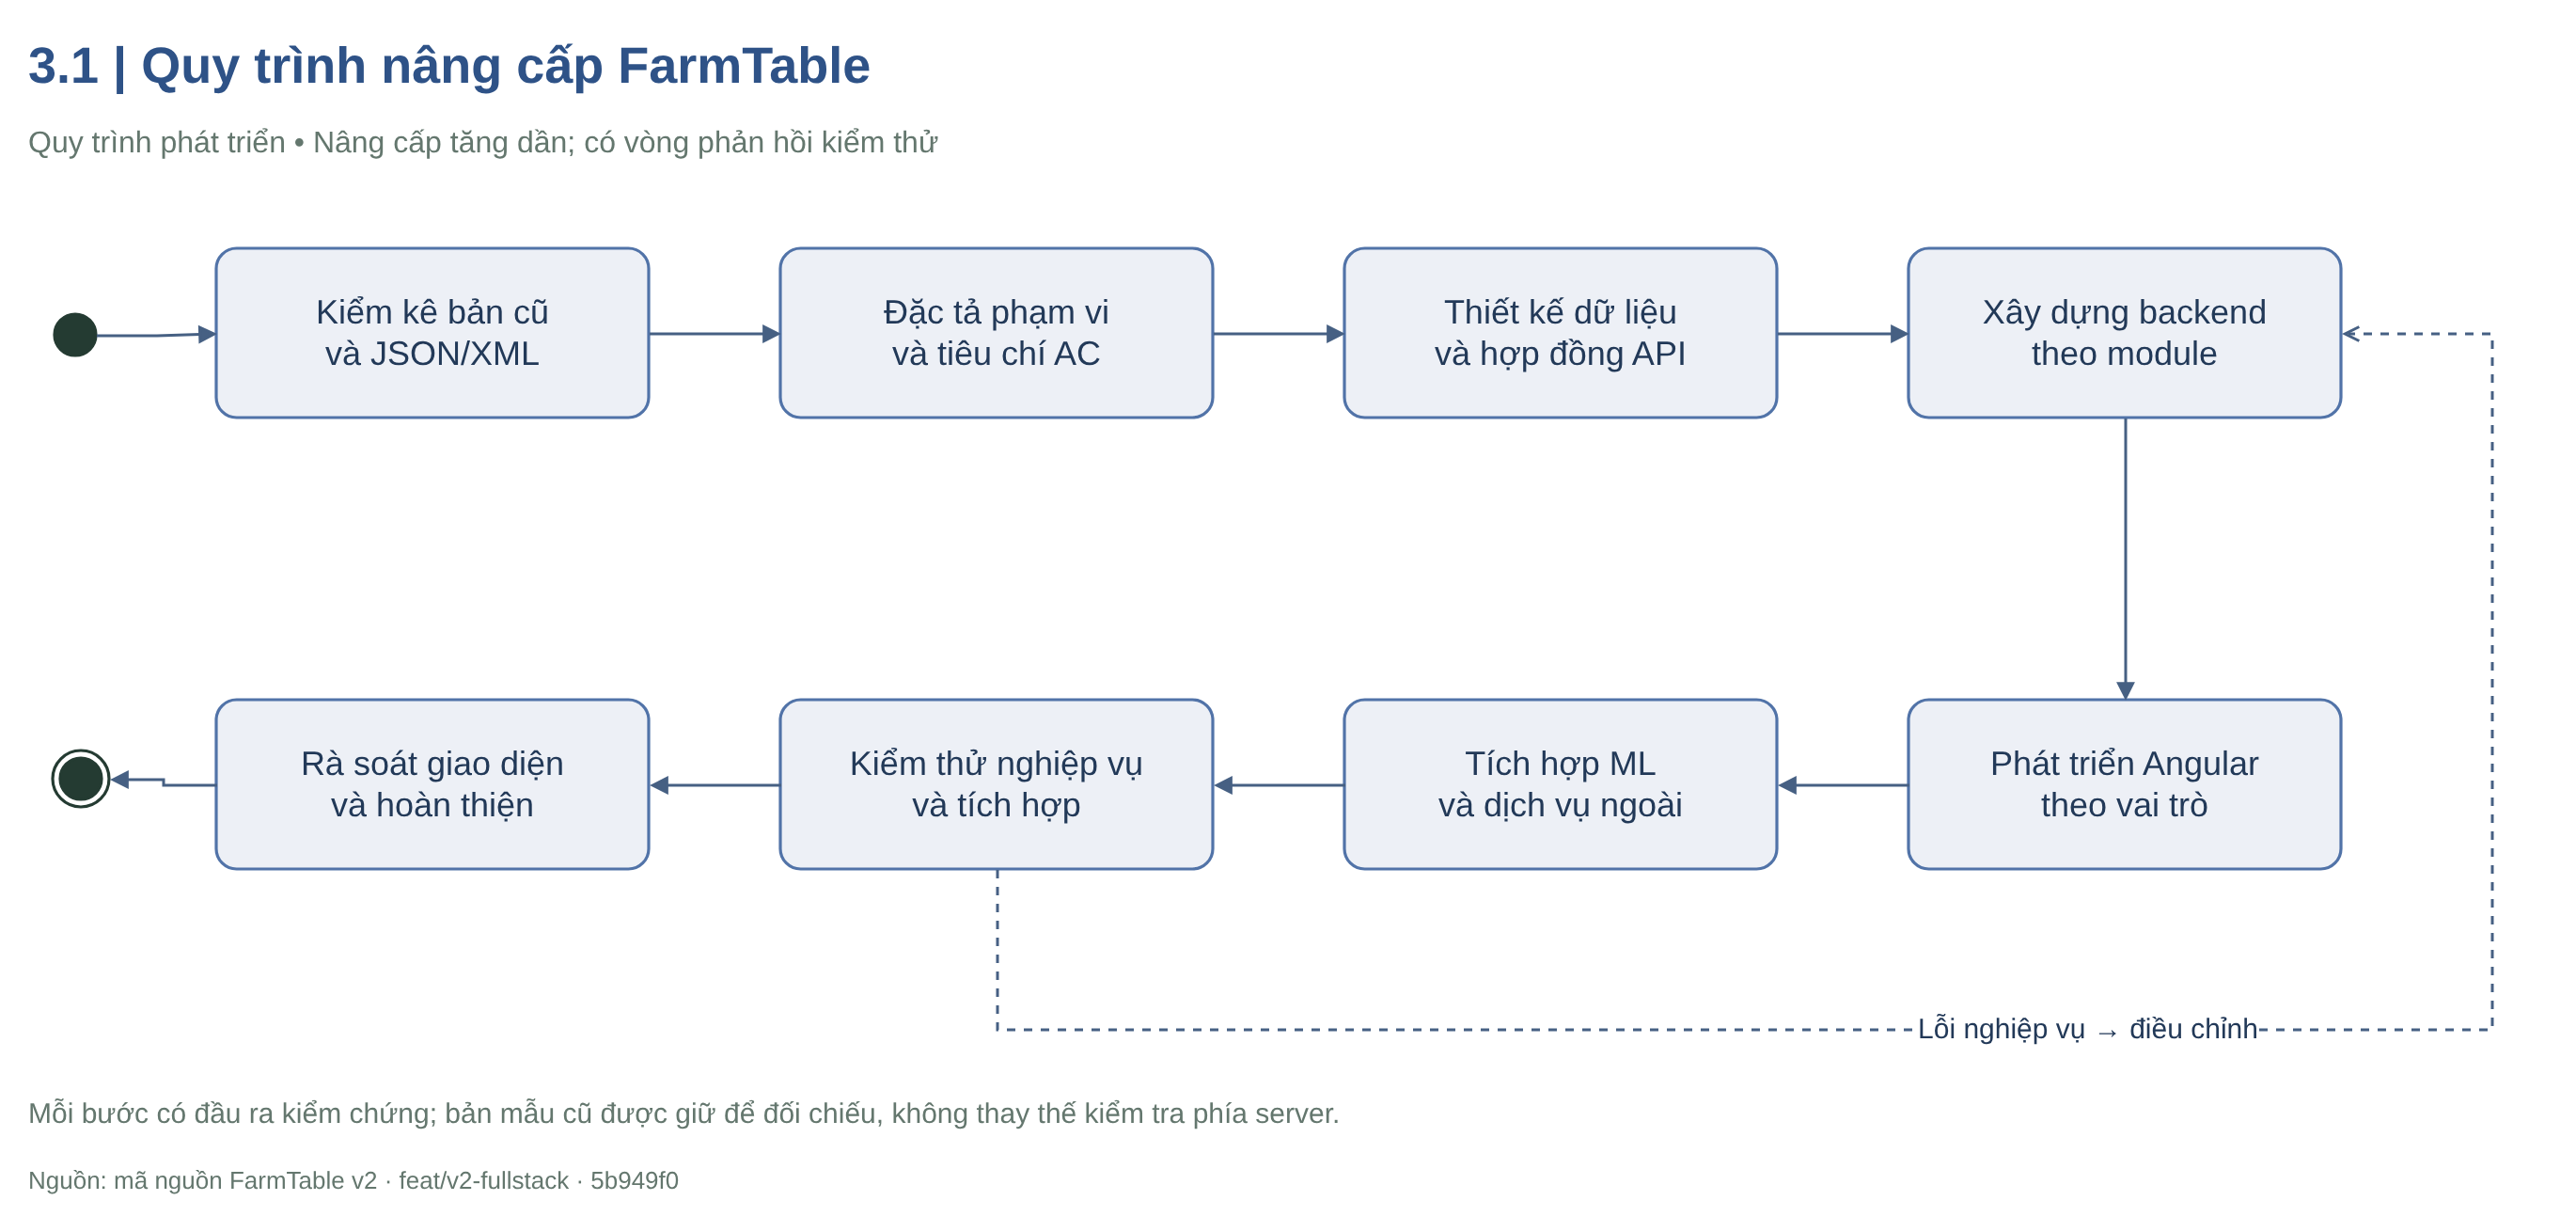 3.1 | Quy trình nâng cấp FarmTable
Quy trình phát triển • Nâng cấp tăng dần; có vòng phản hồi kiểm thử
Kiểm kê bản cũ
và JSON/XML
Đặc tả phạm vi
và tiêu chí AC
Thiết kế dữ liệu
và hợp đồng API
Xây dựng backend
theo module
Rà soát giao diện
và hoàn thiện
Kiểm thử nghiệp vụ
và tích hợp
Tích hợp ML
và dịch vụ ngoài
Phát triển Angular
theo vai trò
Lỗi nghiệp vụ → điều chỉnh
Mỗi bước có đầu ra kiểm chứng; bản mẫu cũ được giữ để đối chiếu, không thay thế kiểm tra phía server.
Nguồn: mã nguồn FarmTable v2 · feat/v2-fullstack · 5b949f0